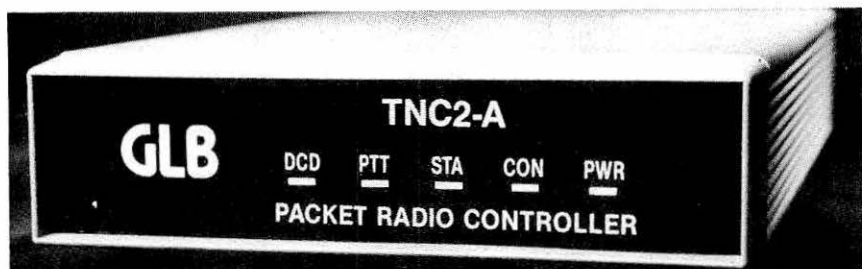 TNC2-A
GLB
DCD PTT STA CON PWR
PACKET RADIO CONTROLLER